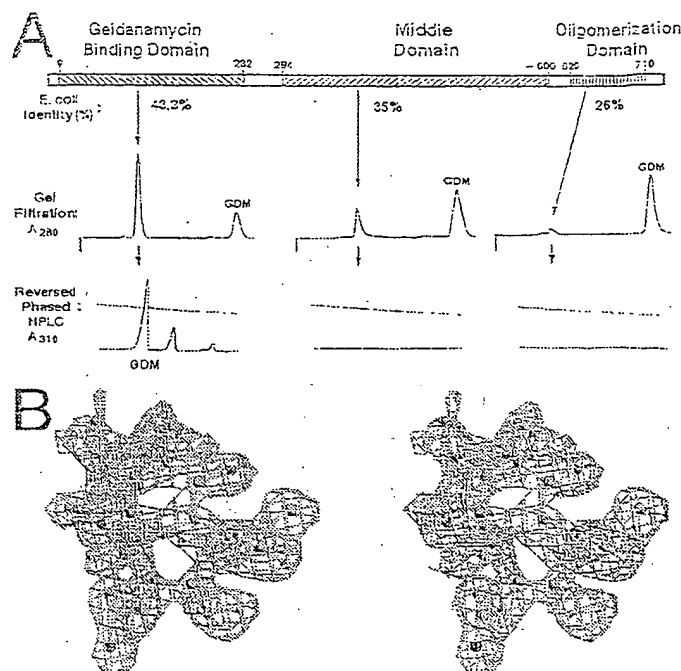 A
Geldanamycin Binding Domain
Middle Domain
Oligomerization Domain
9 232 294 ~600 629 710
E. coli Identity (%) : 43.2% 35% 26%
Gel Filtration: A280
GDM
GDM
GDM
Reversed Phased HPLC : A310
GDM
B